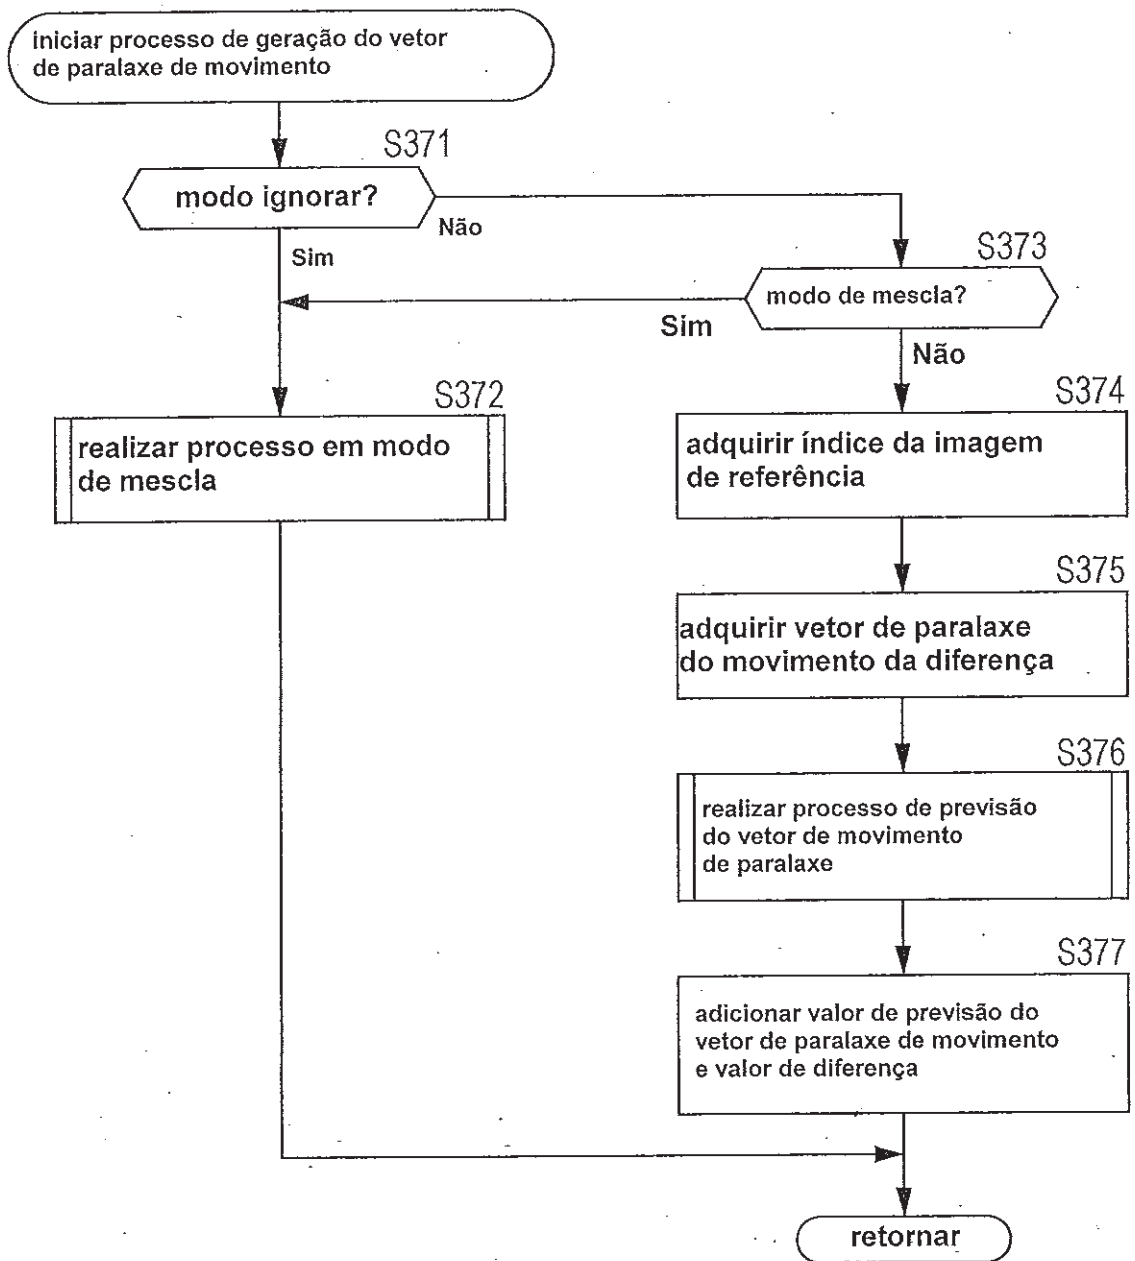 iniciar processo de geração do vetor
de paralaxe de movimento
S371
modo ignorar?
Não
Sim
S373
modo de mescla?
Sim
Não
S372
realizar processo em modo
de mescla
S374
adquirir índice da imagem
de referência
S375
adquirir vetor de paralaxe
do movimento da diferença
S376
realizar processo de previsão
do vetor de movimento
de paralaxe
S377
adicionar valor de previsão do
vetor de paralaxe de movimento
e valor de diferença
retornar